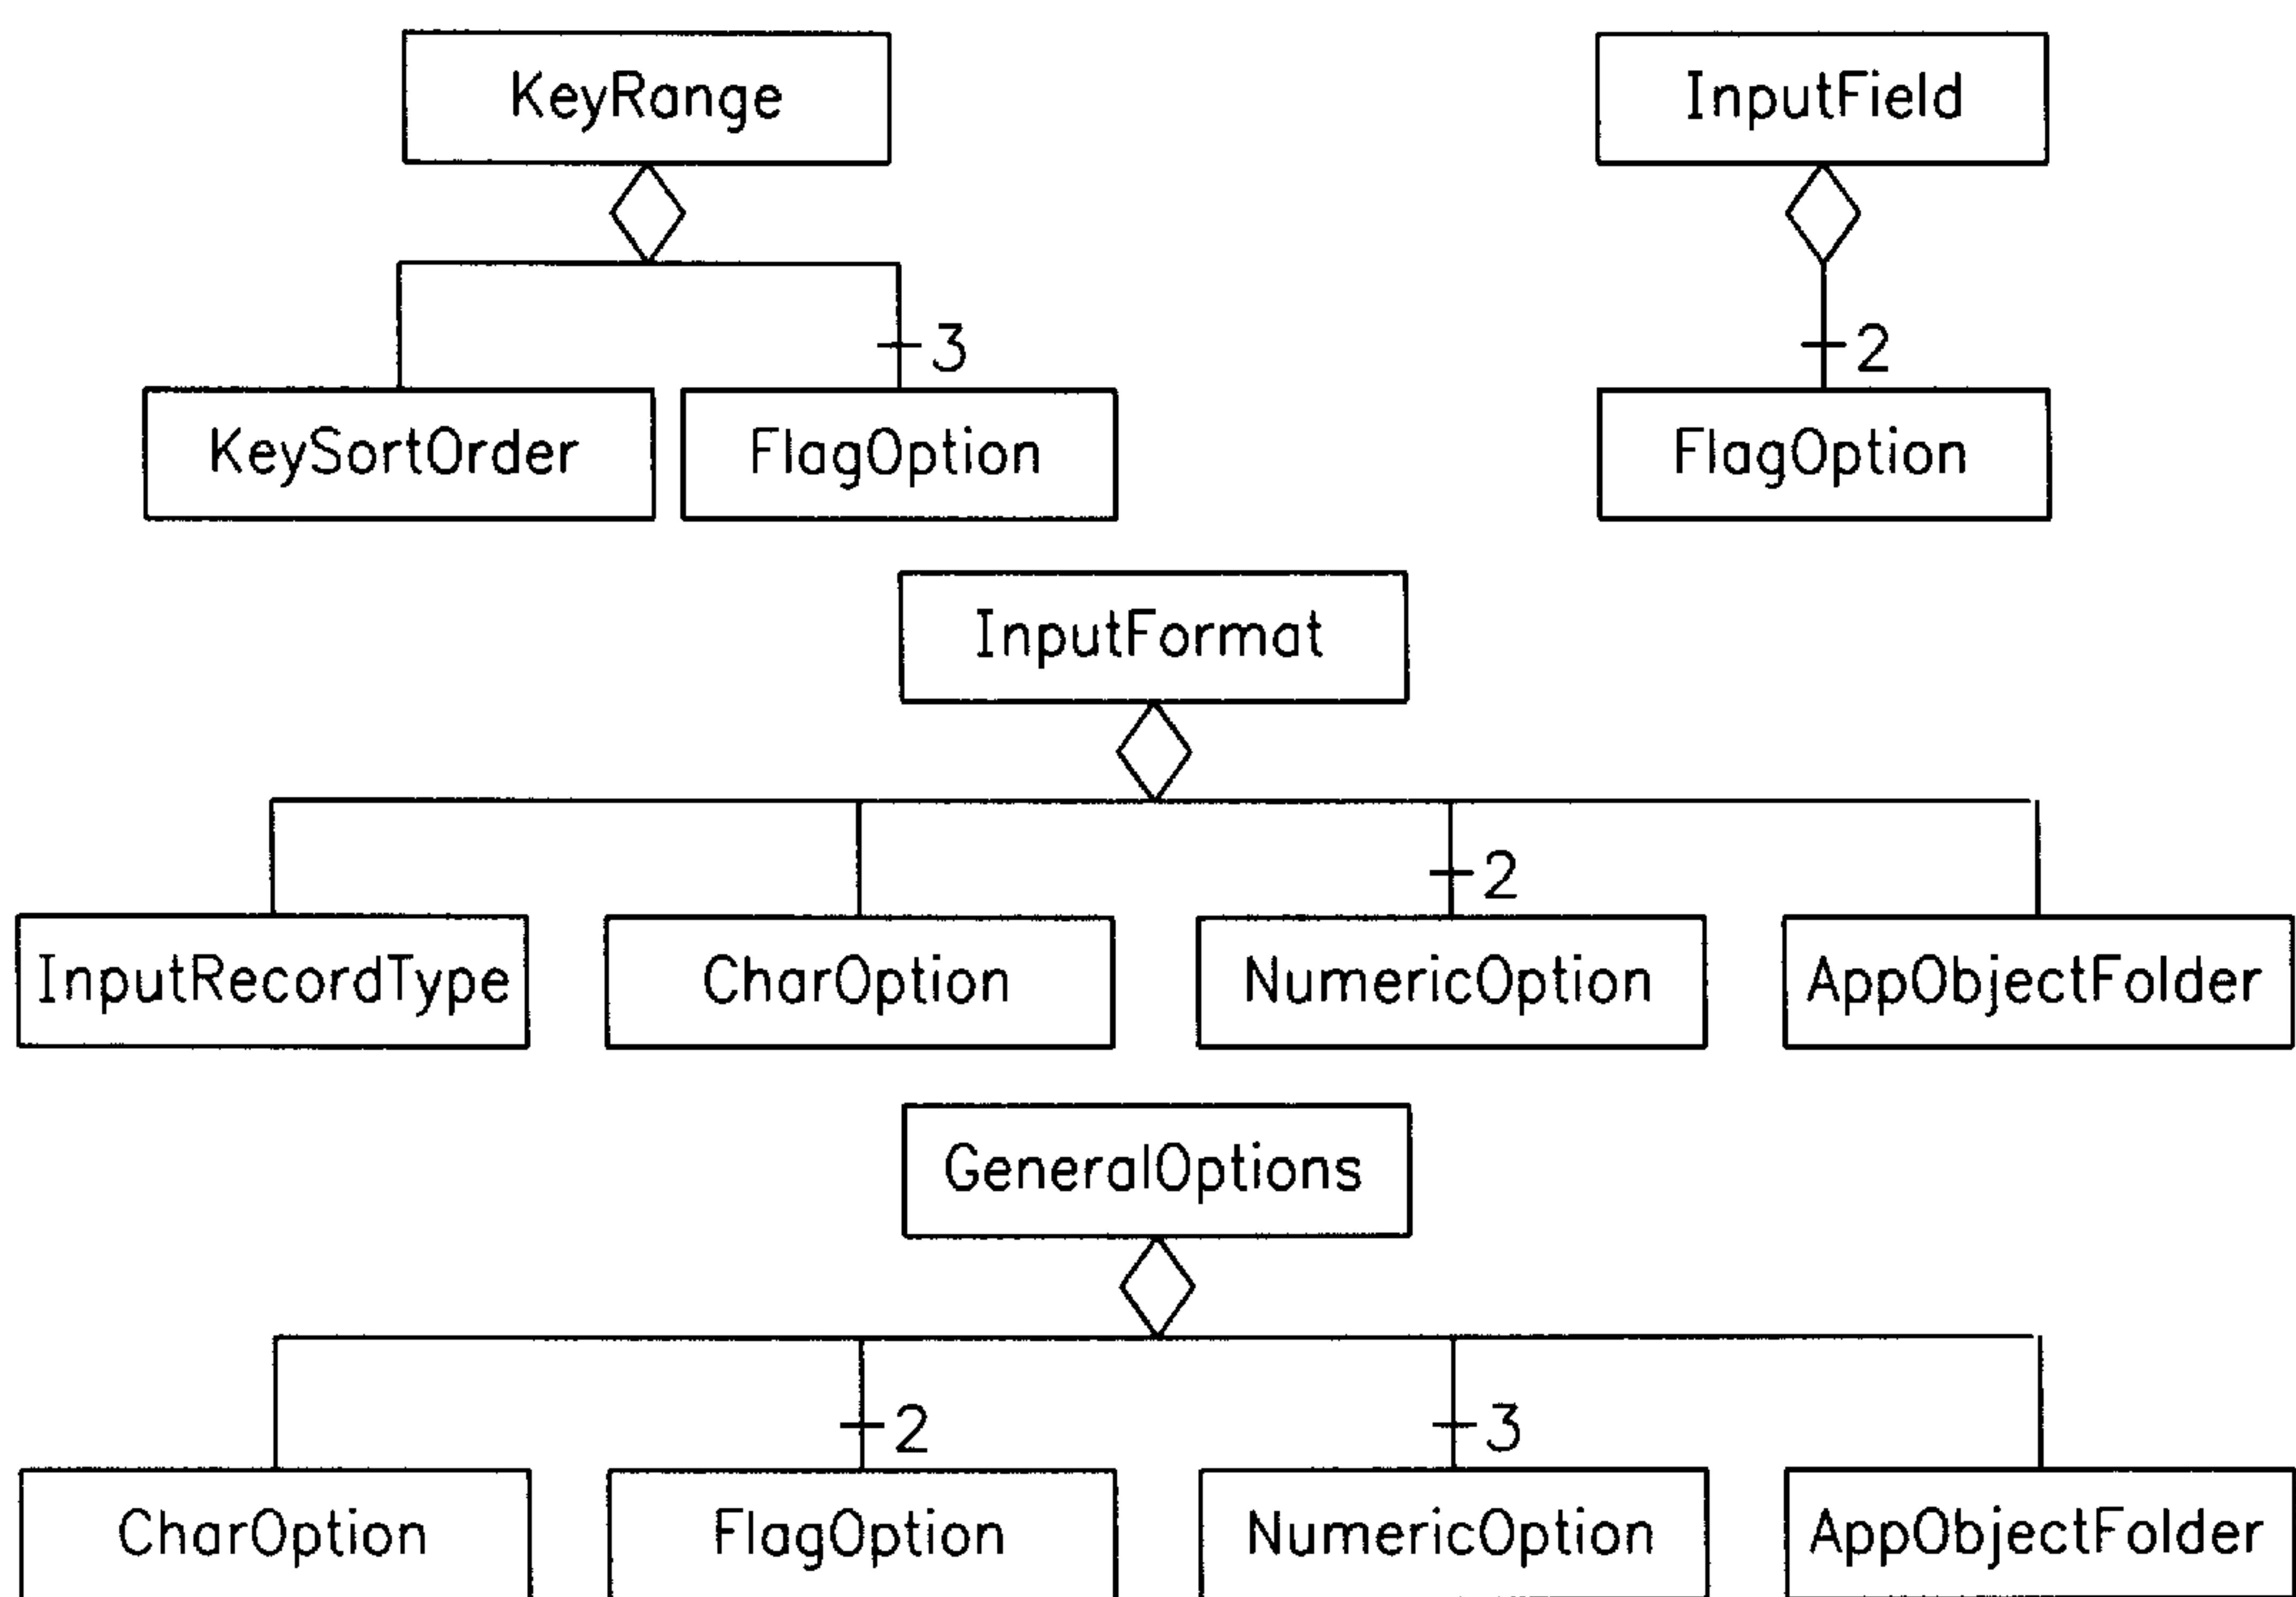 KeyRange
InputField
3
2
KeySortOrder
FlagOption
FlagOption
InputFormat
2
InputRecordType
CharOption
NumericOption
AppObjectFolder
GeneralOptions
2
3
CharOption
FlagOption
NumericOption
AppObjectFolder